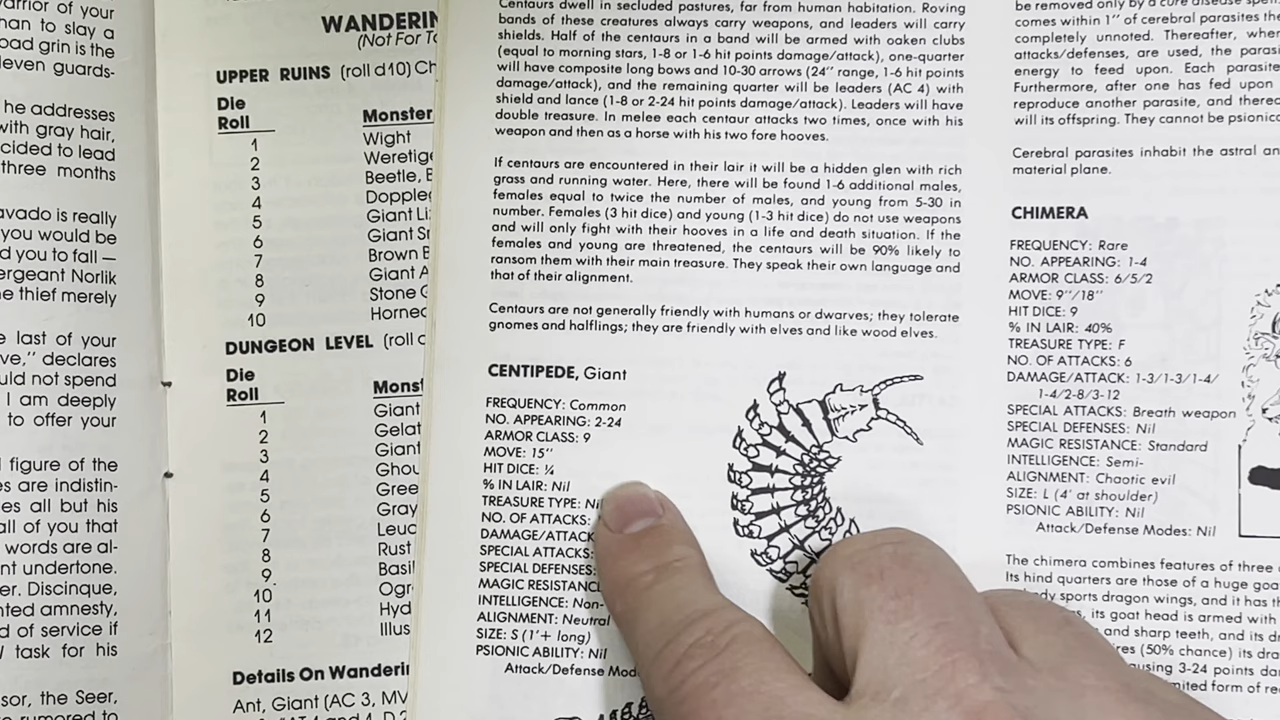 arrior of your
han to slay a
oad grin is the
leven guards-
he addresses
with gray hair,
cided to lead
three months
avado is really
you would be
d you to fall —
ergeant Norlik
e thief merely
e last of your
ve," declares
uld not spend
I am deeply
to offer your
figure of the
es are indistin-
es all but his
all of you that
words are al-
nt undertone.
er. Discinque,
nted amnesty,
d of service if
task for his
sor, the Seer,
WANDERIN
(Not For
UPPER RUINS (roll d10) Ch
Die
Roll Monster
1 Wight
2 Weretig
3 Beetle,
4 Dopple
5 Giant Li
6 Giant
7 Brown B
8 Giant A
9 Stone G
10 Horned
DUNGEON LEVEL (roll
Die
Roll Monst
1 Giant
2 Gelat
3 Giant
4 Ghou
5 Gree
6 Gray
7 Leuc
8 Rust
9 Basil
10 Ogr
11 Hyd
12 Illus
Details On Wanderi
Ant, Giant (AC 3, MV
Centaurs dwell in secluded pastures, far from human habitation. Roving
bands of these creatures always carry weapons, and leaders will carry
shields. Half of the centaurs in a band will be armed with oaken clubs
(equal to morning stars, 1-8 or 1-6 hit points damage/attack), one-quarter
will have composite long bows and 10-30 arrows (24" range, 1-6 hit points
damage/attack), and the remaining quarter will be leaders (AC 4) with
shield and lance (1-8 or 2-24 hit points damage/attack). Leaders will have
double treasure. In melee each centaur attacks two times, once with his
weapon and then as a horse with his two fore hooves.
If centaurs are encountered in their lair it will be a hidden glen with rich
grass and running water. Here, there will be found 1-6 additional males,
females equal to twice the number of males, and young from 5-30 in
number. Females (3 hit dice) and young (1-3 hit dice) do not use weapons
and will only fight with their hooves in a life and death situation. If the
females and young are threatened, the centaurs will be 90% likely to
ransom them with their main treasure. They speak their own language and
that of their alignment.
Centaurs are not generally friendly with humans or dwarves; they tolerate
gnomes and halflings; they are friendly with elves and like wood elves.
CENTIPEDE, Giant
FREQUENCY: Common
NO. APPEARING: 2-24
ARMOR CLASS: 9
MOVE: 15"
HIT DICE: ¼
% IN LAIR: Nil
TREASURE TYPE: Ni
NO. OF ATTACKS:
DAMAGE/ATTACK
SPECIAL ATTACKS:
SPECIAL DEFENSES:
MAGIC RESISTANC
INTELLIGENCE: Non-
ALIGNMENT: Neutral
SIZE: S (1'+ long)
PSIONIC ABILITY: Nil
Attack/Defense Mod
be removed only by a cure disease spe
comes within 1" of cerebral parasites the
completely unnoted. Thereafter, whe
attacks/defenses, are used, the paras
energy to feed upon. Each parasite
Furthermore, after one has fed upon
reproduce another parasite, and therea
will its offspring. They cannot be psionic
Cerebral parasites inhabit the astral an
material plane.
CHIMERA
FREQUENCY: Rare
NO. APPEARING: 1-4
ARMOR CLASS: 6/5/2
MOVE: 9"/18"
HIT DICE: 9
% IN LAIR: 40%
TREASURE TYPE: F
NO. OF ATTACKS: 6
DAMAGE/ATTACK: 1-3/1-3/1-4/
1-4/2-8/3-12
SPECIAL ATTACKS: Breath weapon
SPECIAL DEFENSES: Nil
MAGIC RESISTANCE: Standard
INTELLIGENCE: Semi-
ALIGNMENT: Chaotic evil
SIZE: L (4' at shoulder)
PSIONIC ABILITY: Nil
Attack/Defense Modes: Nil
The chimera combines features of three
Its hind quarters are those of a huge goa
dy sports dragon wings, and it has th
s, its goat head is armed with
and sharp teeth, and its d
res (50% chance) its dra
using 3-24 points da
mited form of re